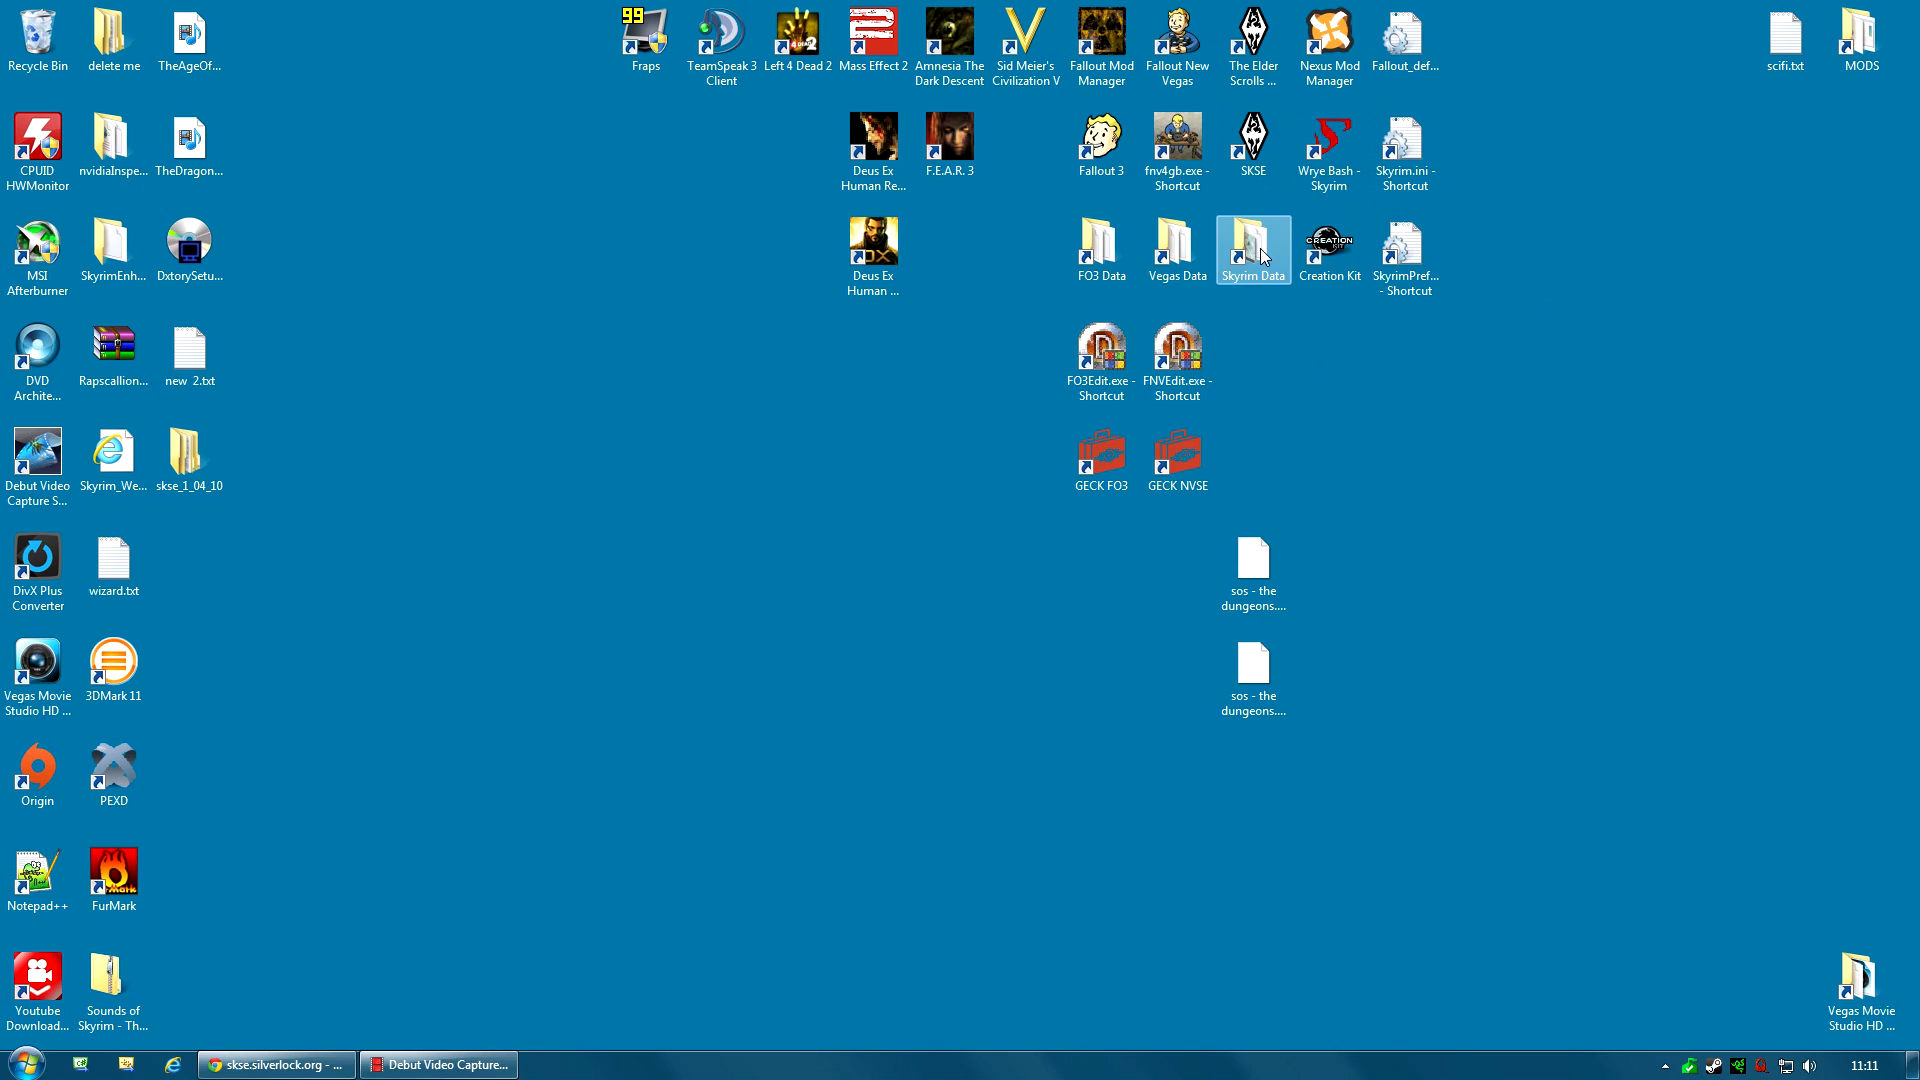 Recycle Bin
delete me
TheAgeOf...
99
Fraps
TeamSpeak 3
Client
4 DEAD 2
Left 4 Dead 2
Mass Effect 2
Amnesia The
Dark Descent
Sid Meier's
Civilization V
Fallout Mod
Manager
Fallout New
Vegas
The Elder
Scrolls ...
Nexus Mod
Manager
Fallout_def...
scifi.txt
MODS
CPUID
HWMonitor
nvidiaInspe...
TheDragon...
Deus Ex
Human Re...
F.E.A.R. 3
Fallout 3
fnv4gb.exe -
Shortcut
SKSE
Wrye Bash -
Skyrim
Skyrim.ini -
Shortcut
MSI
Afterburner
SkyrimEnh...
DxtorySetu...
Deus Ex
Human ...
FO3 Data
Vegas Data
Skyrim Data
CREATION
KIT
Creation Kit
SkyrimPref...
- Shortcut
DVD
Archite...
Rapscallion...
new 2.txt
FO3Edit.exe -
Shortcut
FNVEdit.exe -
Shortcut
Debut Video
Capture S...
Skyrim_We...
skse_1_04_10
GECK FO3
GECK NVSE
DivX Plus
Converter
wizard.txt
sos - the
dungeons....
Vegas Movie
Studio HD ...
3DMark 11
sos - the
dungeons....
Origin
PEXD
Notepad++
FurMark
Youtube
Download...
Sounds of
Skyrim - Th...
Vegas Movie
Studio HD ...
skse.silverlock.org - ...
Debut Video Capture...
11:11